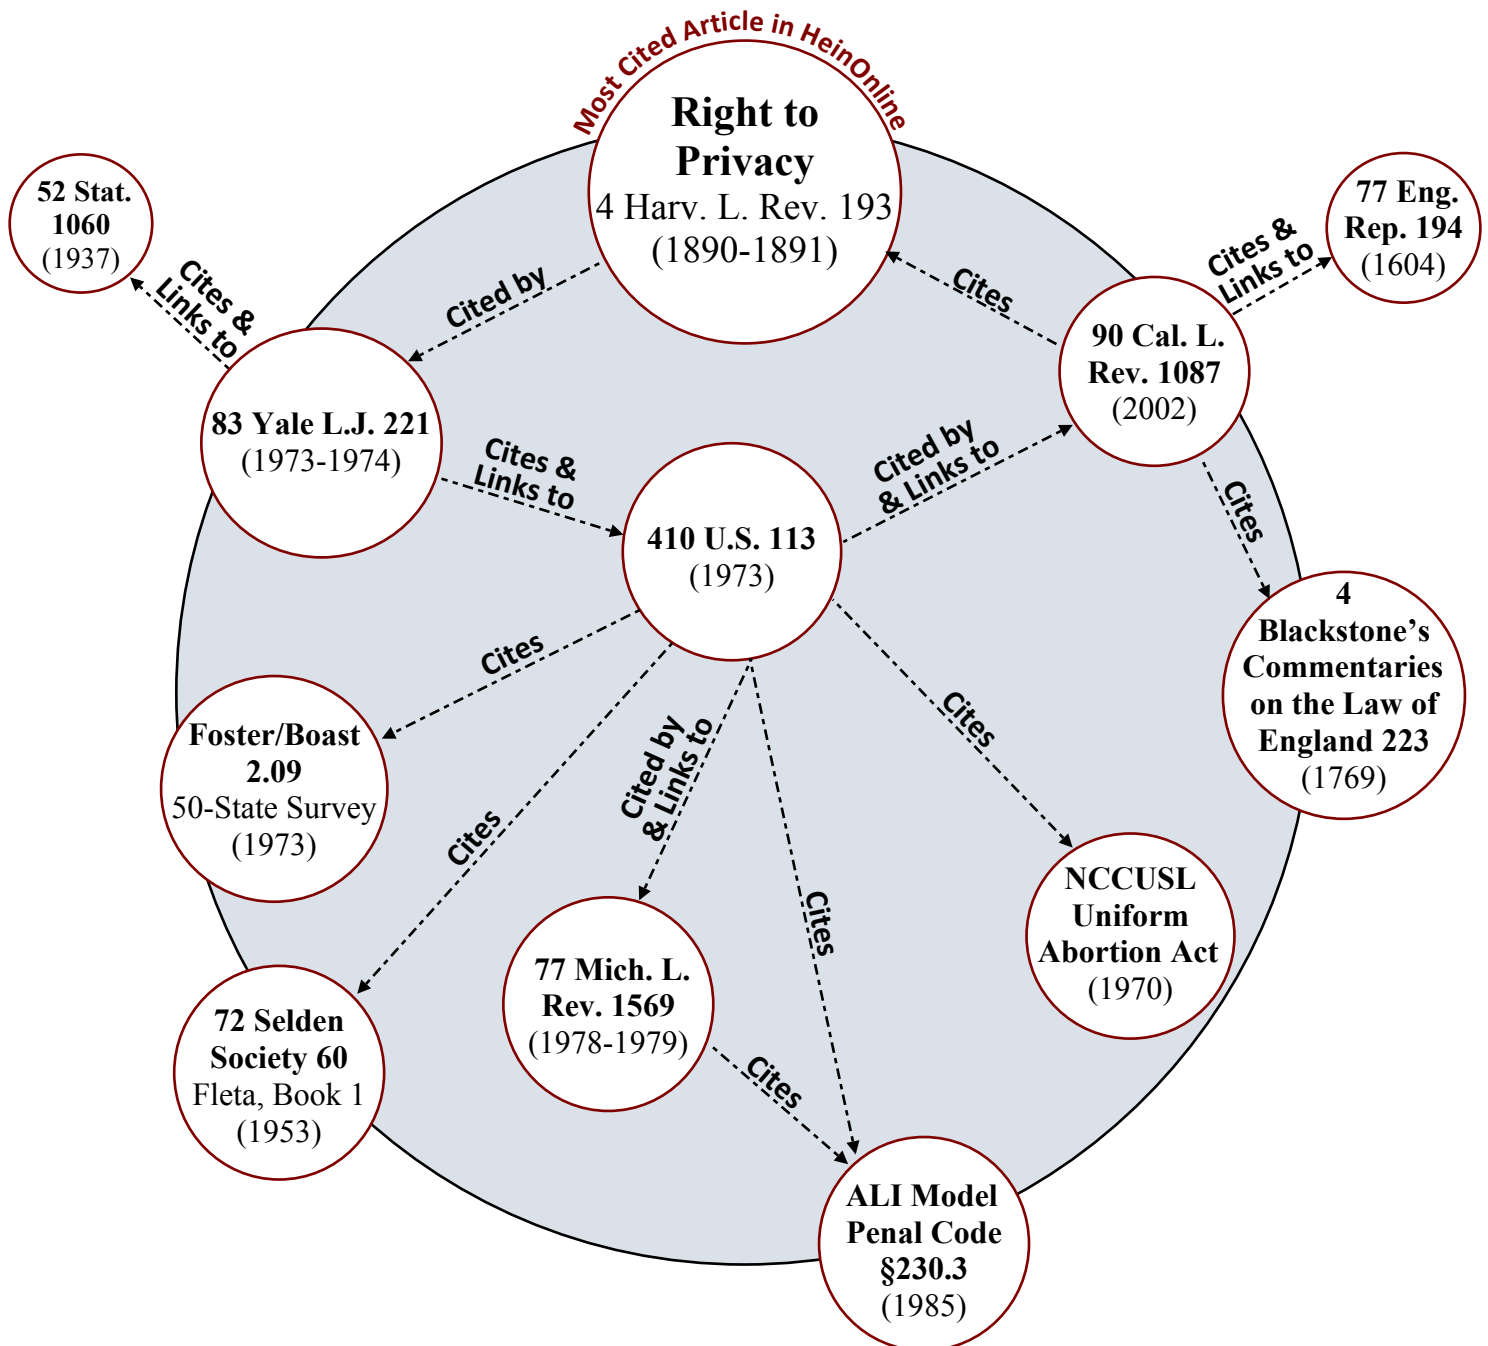 Most Cited Article in HeinOnline
Right to
Privacy
4 Harv. L. Rev. 193
(1890-1891)
52 Stat.
1060
(1937)
77 Eng.
Rep. 194
(1604)
Cites &
Links to
Cited by
Cites
Cites &
Links to
90 Cal. L.
Rev. 1087
(2002)
83 Yale L.J. 221
(1973-1974)
Cites &
Links to
Cited by
& Links to
Cites
410 U.S. 113
(1973)
4
Blackstone’s
Commentaries
on the Law of
England 223
(1769)
Cites
Cites
Cited by
& Links to
Cites
Cites
Cites
Foster/Boast
2.09
50-State Survey
(1973)
NCCUSL
Uniform
Abortion Act
(1970)
77 Mich. L.
Rev. 1569
(1978-1979)
72 Selden
Society 60
Fleta, Book 1
(1953)
Cites
ALI Model
Penal Code
§230.3
(1985)